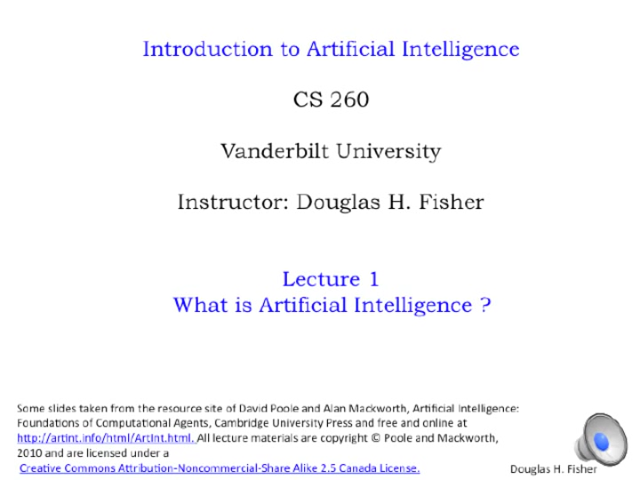 Introduction to Artificial Intelligence
CS 260
Vanderbilt University
Instructor: Douglas H. Fisher
Lecture 1
What is Artificial Intelligence ?
Some slides taken from the resource site of David Poole and Alan Mackworth, Artificial Intelligence:
Foundations of Computational Agents, Cambridge University Press and free and online at
http://artint.info/html/ArtInt.html. All lecture materials are copyright © Poole and Mackworth,
2010 and are licensed under a
Creative Commons Attribution-Noncommercial-Share Alike 2.5 Canada License.
Douglas H. Fisher